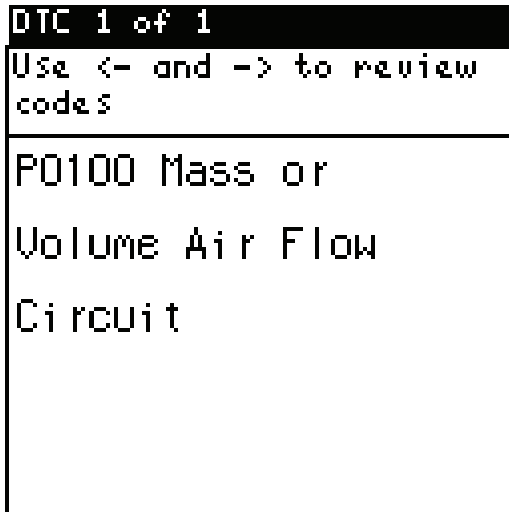 DTC 1 of 1
Use <- and -> to review
codes
P0100 Mass or
Volume Air Flow
Circuit